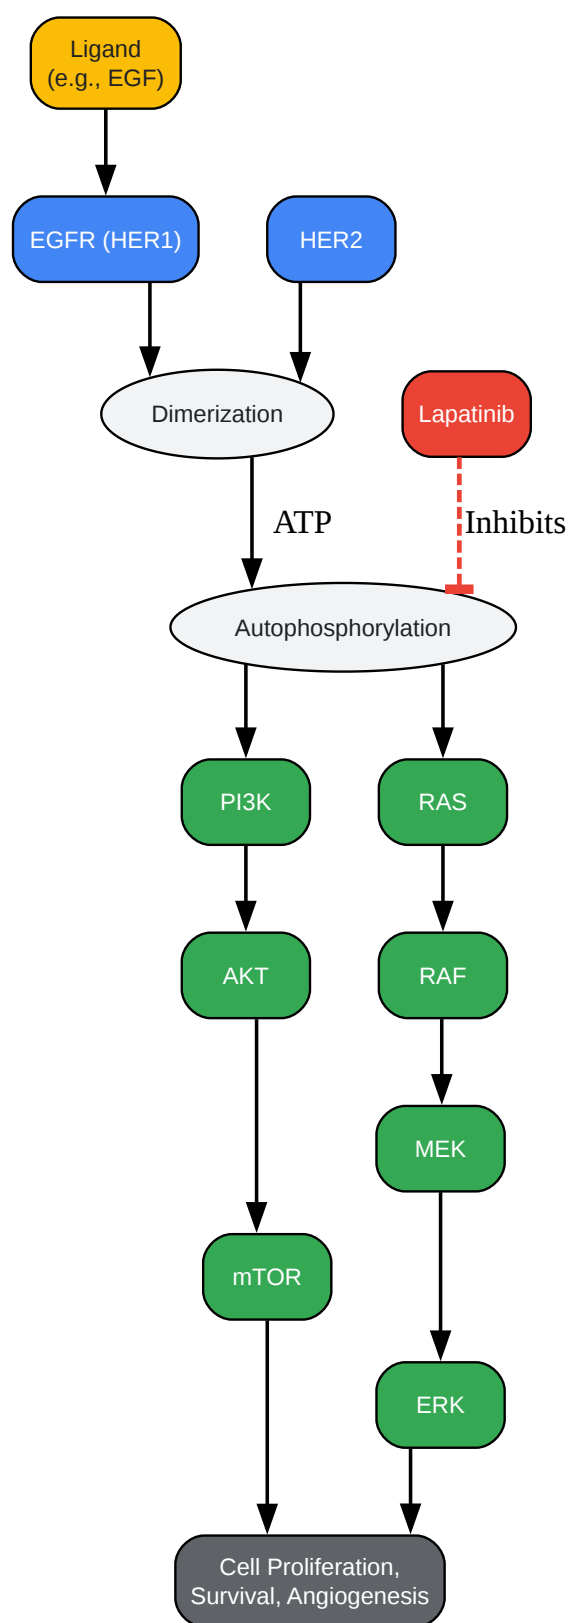 Ligand
(e.g., EGF)
EGFR (HER1)
HER2
Dimerization
Lapatinib
ATP
Inhibits
Autophosphorylation
PI3K
RAS
AKT
RAF
MEK
mTOR
ERK
Cell Proliferation,
Survival, Angiogenesis